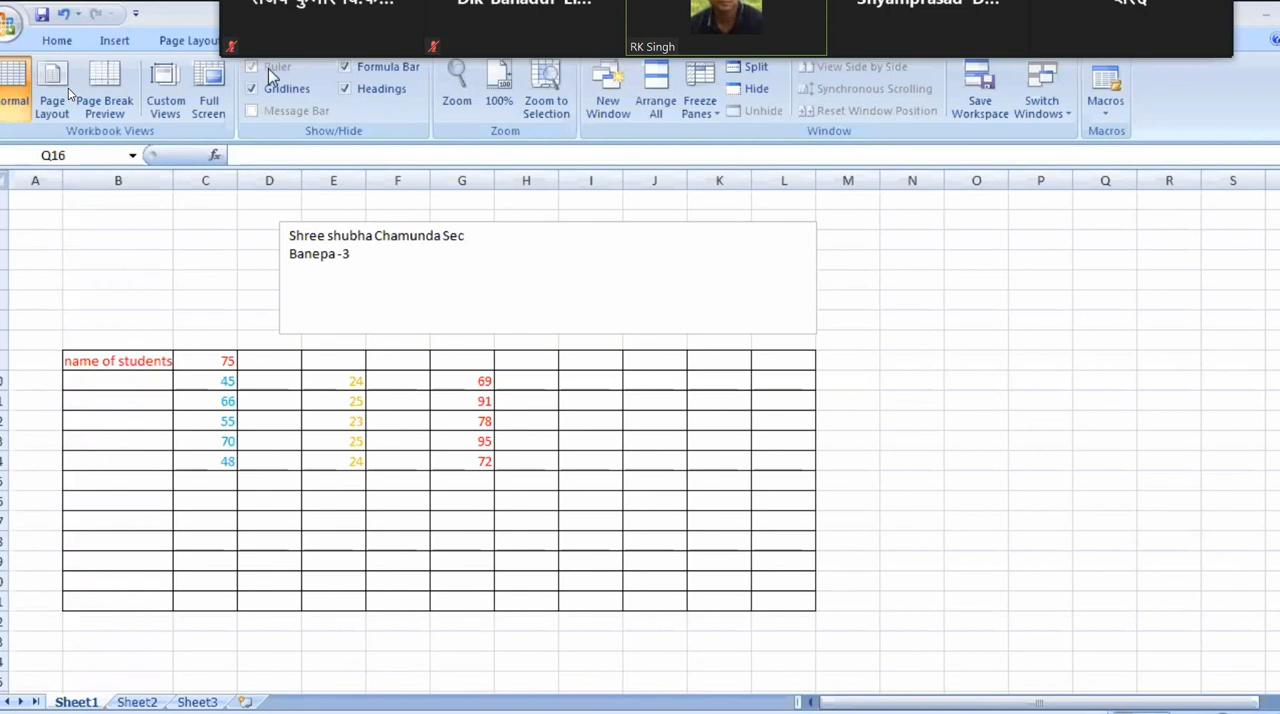 RK Singh
Home Insert Page Layou
Ruler Formula Bar
Gridlines Headings
Message Bar
Page Layout
Page Break Preview
Custom Views
Full Screen
Zoom
100%
Zoom to Selection
New Window
Arrange All
Freeze Panes
Split
Hide
Unhide
View Side by Side
Synchronous Scrolling
Reset Window Position
Save Workspace
Switch Windows
Macros
Workbook Views Show/Hide Zoom Window Macros
Q16 fx
A B C D E F G H I J K L M N O P Q R S
Shree shubha Chamunda Sec
Banepa -3
name of students 75
45 24 69
66 25 91
55 23 78
70 25 95
48 24 72
Sheet1 Sheet2 Sheet3